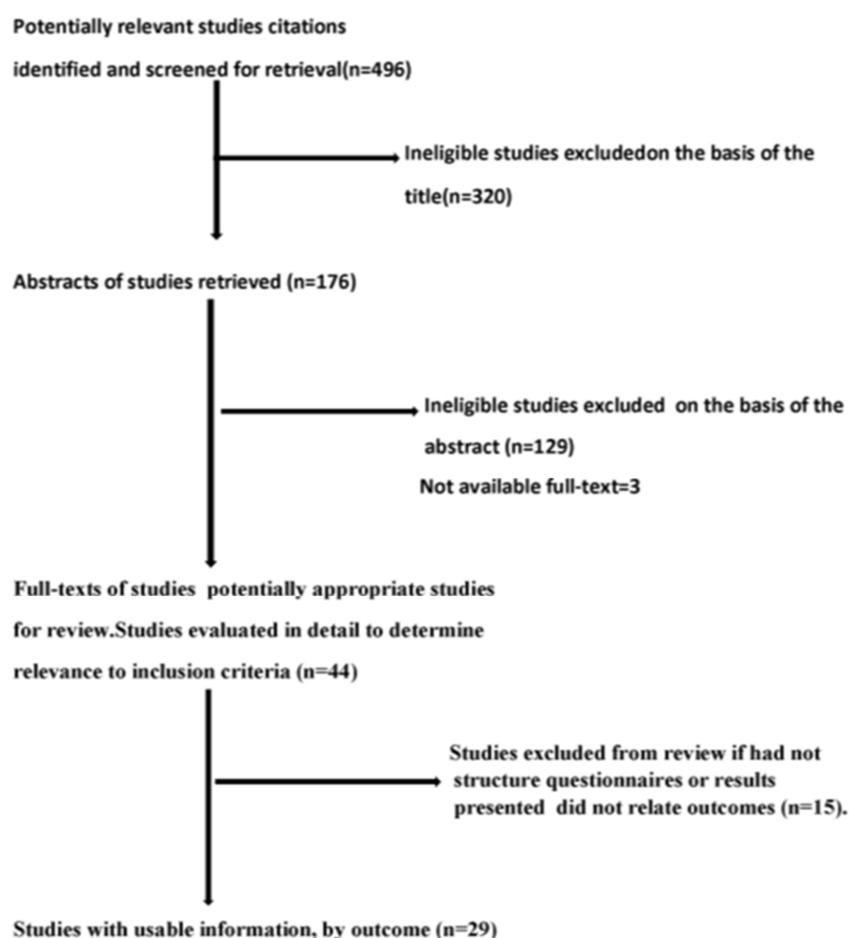 Potentially relevant studies citations
identified and screened for retrieval(n=496)
Ineligible studies excludedon the basis of the
title(n=320)
Abstracts of studies retrieved (n=176)
Ineligible studies excluded on the basis of the
abstract (n=129)
Not available full-text=3
Full-texts of studies potentially appropriate studies
for review.Studies evaluated in detail to determine
relevance to inclusion criteria (n=44)
Studies excluded from review if had not
structure questionnaires or results
presented did not relate outcomes (n=15).
Studies with usable information, by outcome (n=29)